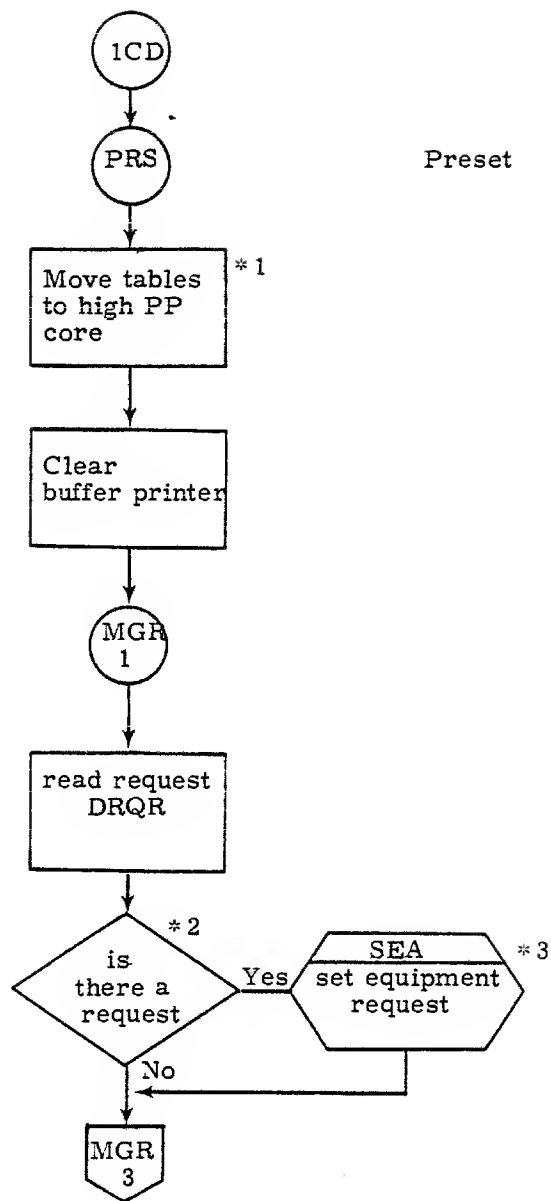 1CD
PRS
Preset
Move tables
to high PP
core
*1
Clear
buffer printer
MGR
1
read request
DRQR
*2
is
there a
request
Yes
SEA
set equipment
request
*3
No
MGR
3